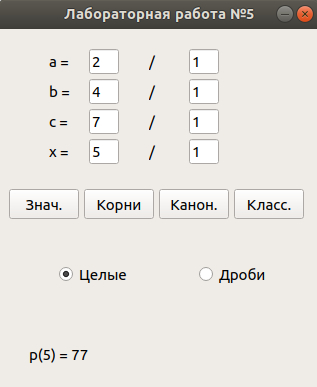 Лабораторная работа №5
a = 2 / 1
b = 4 / 1
c = 7 / 1
x = 5 / 1
Знач. Корни Канон. Класс.
Целые Дроби
p(5) = 77